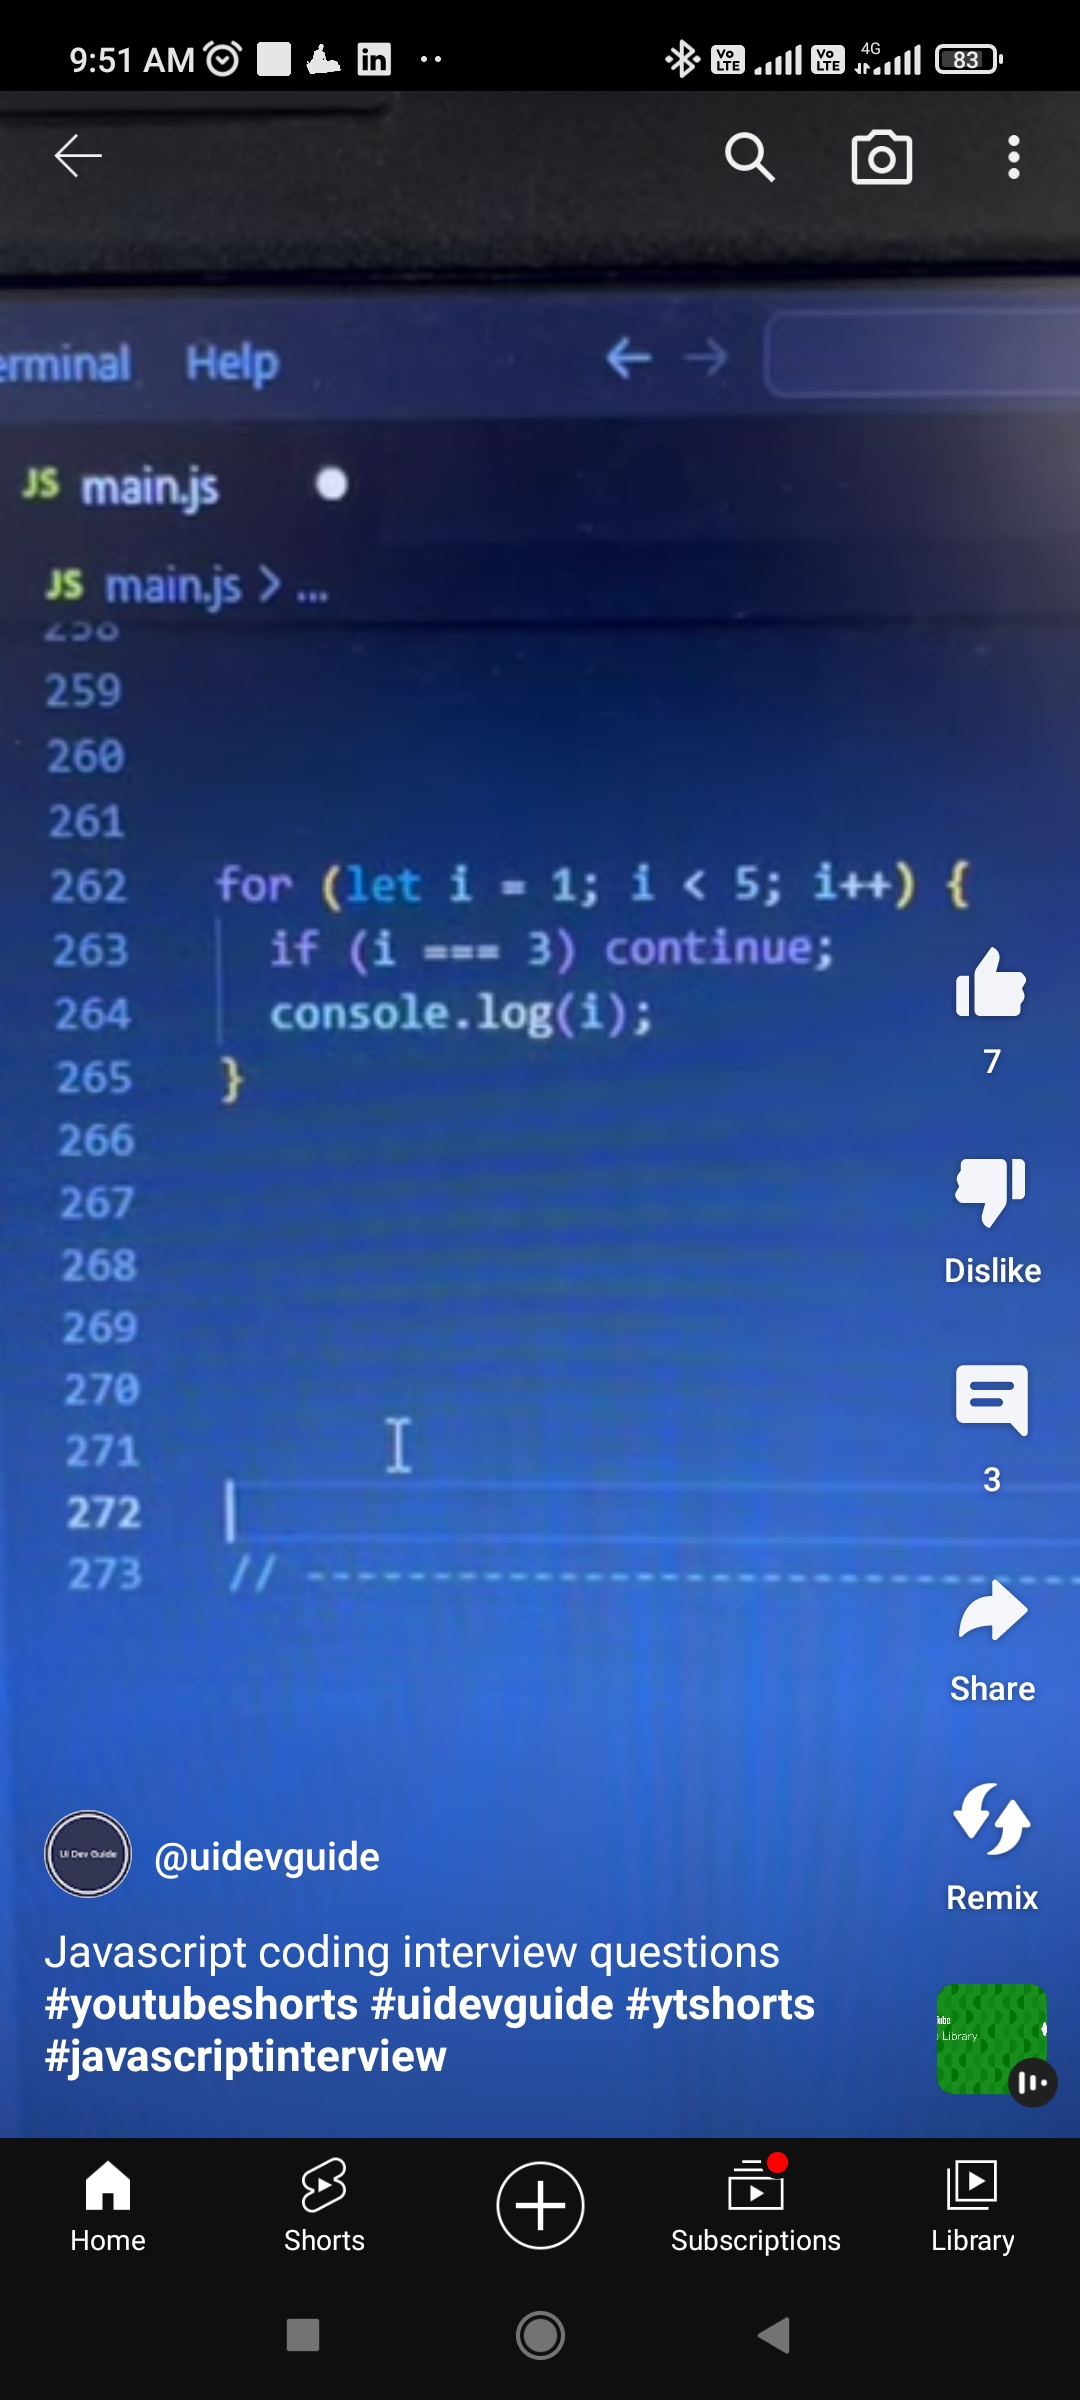 9:51 AM
Vo LTE
Vo LTE
4G
83
erminal Help
JS main.js
JS main.js > ...
258
259
260
261
262 for (let i = 1; i < 5; i++) {
263 if (i === 3) continue;
264 console.log(i);
265 }
266
267
268
269
270
271
272
273 // --------------------------------
7
Dislike
3
Share
Remix
Ui Dev Guide
@uidevguide
Javascript coding interview questions
#youtubeshorts #uidevguide #ytshorts
#javascriptinterview
Library
Home
Shorts
Subscriptions
Library